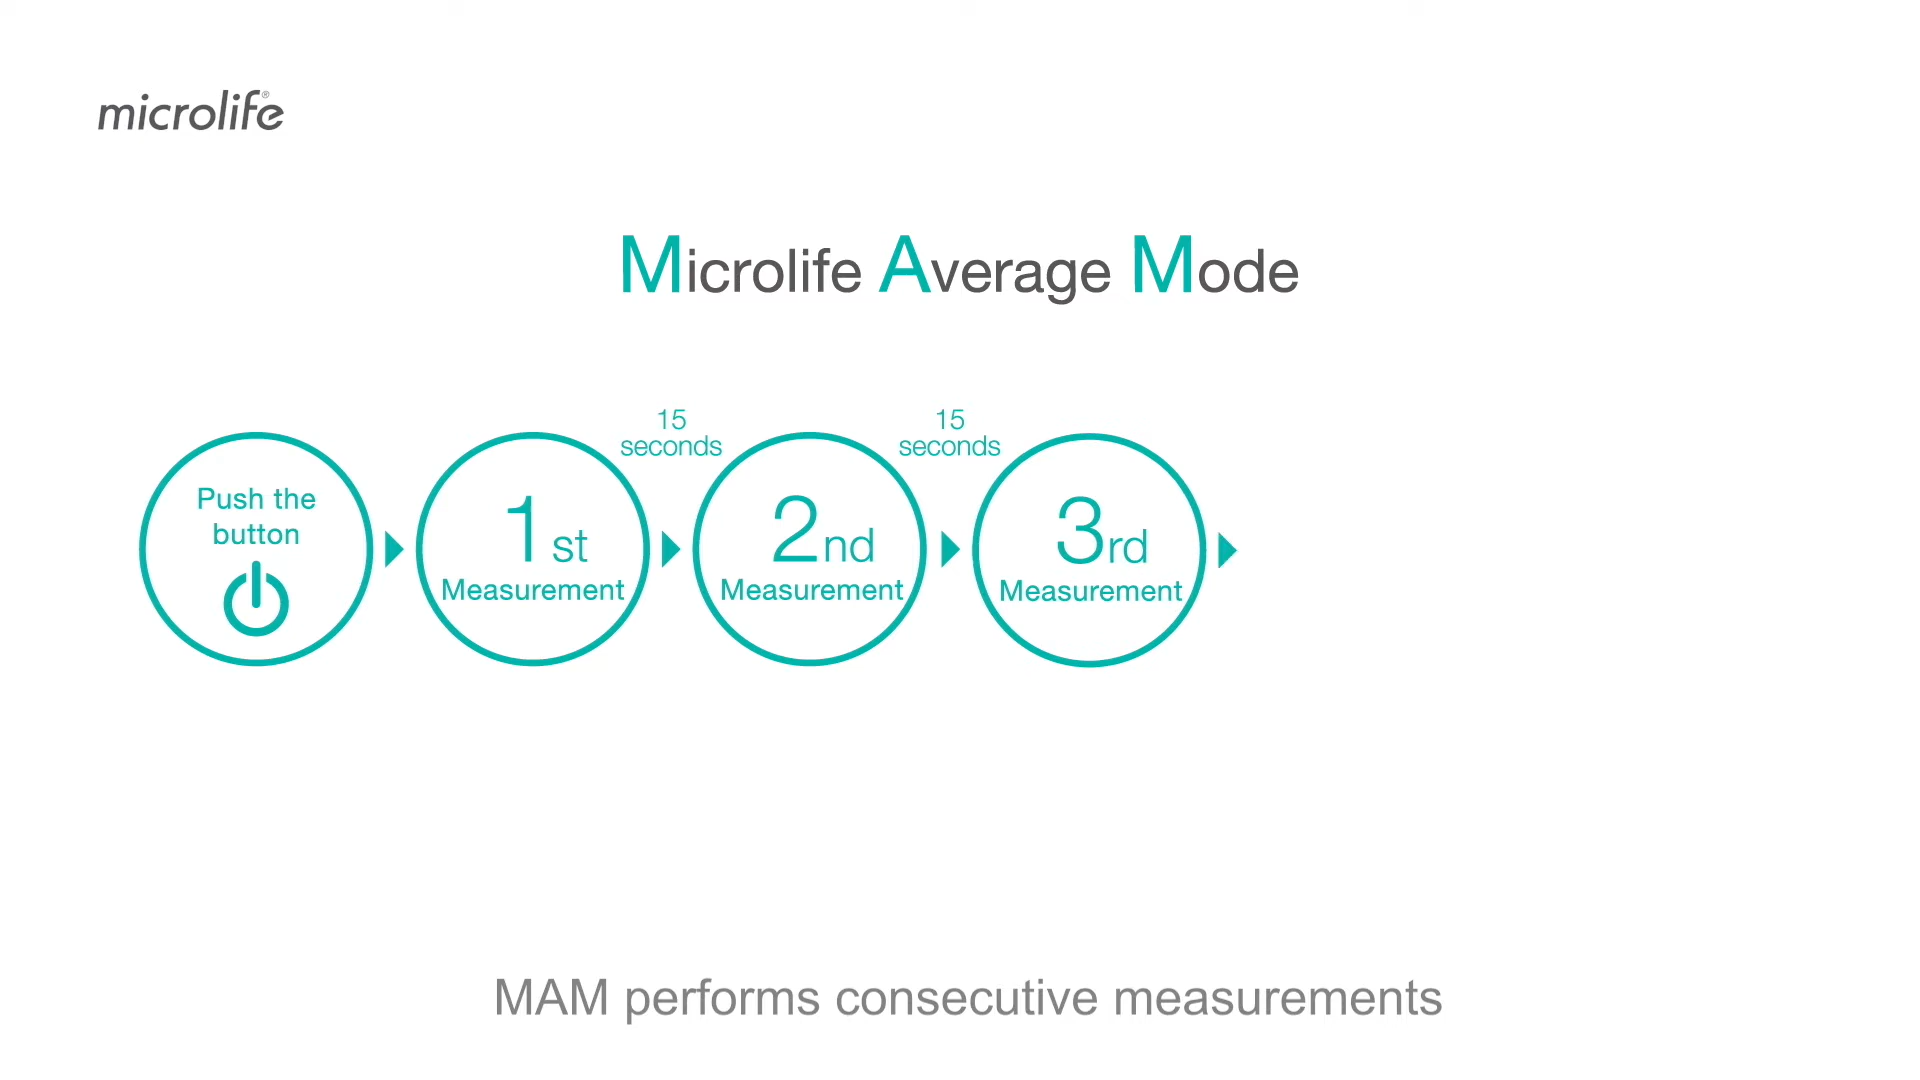 microlife®
Microlife Average Mode
15
seconds
15
seconds
Push the
button
1st
Measurement
2nd
Measurement
3rd
Measurement
MAM performs consecutive measurements